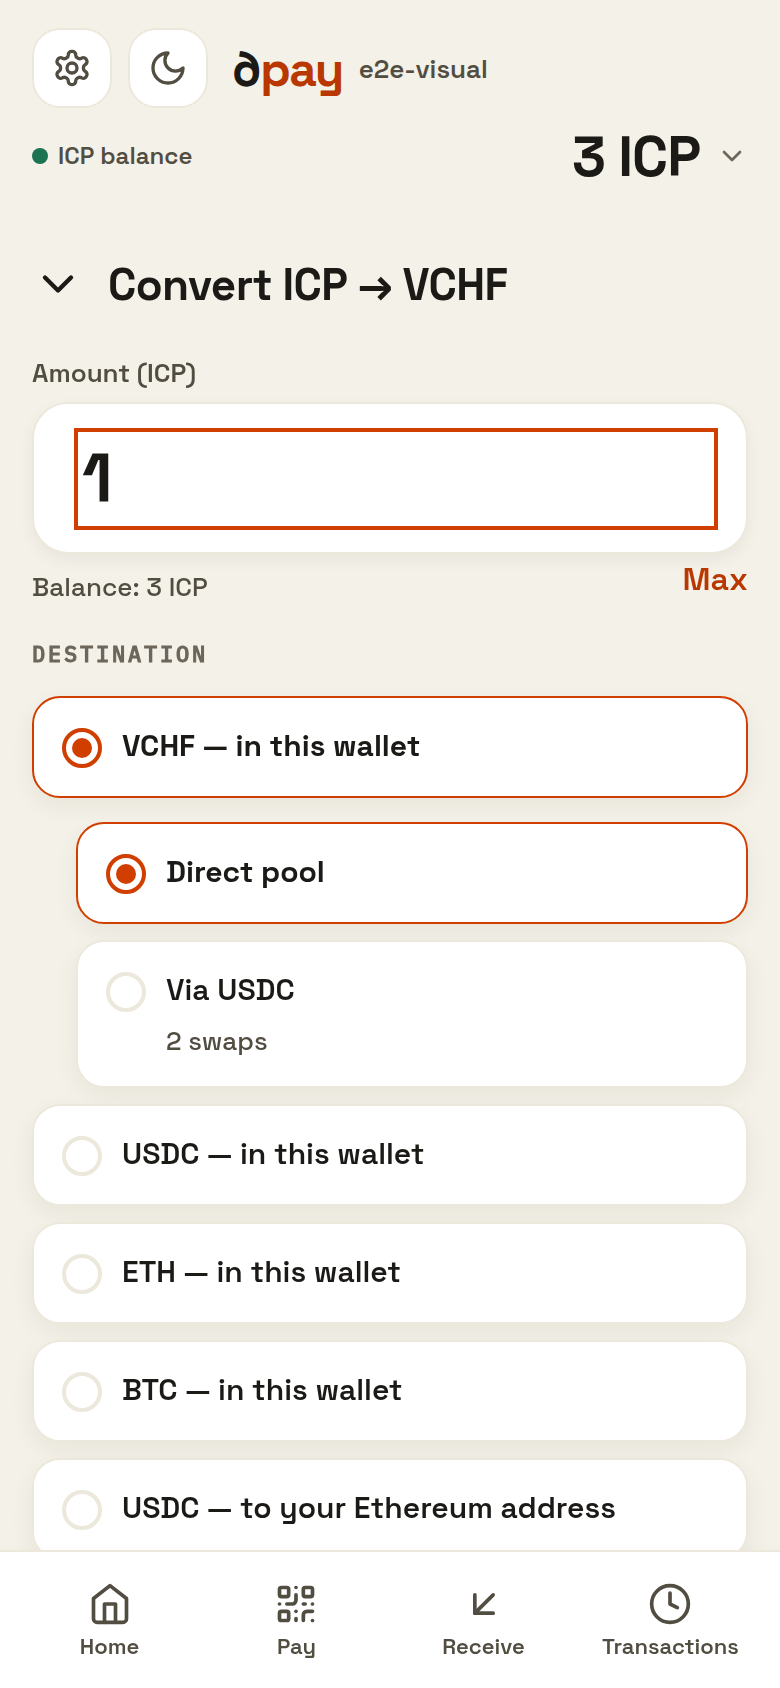 ∂pay e2e-visual
ICP balance
3 ICP
Convert ICP → VCHF
Amount (ICP)
1
Balance: 3 ICP
Max
DESTINATION
VCHF — in this wallet
Direct pool
Via USDC
2 swaps
USDC — in this wallet
ETH — in this wallet
BTC — in this wallet
USDC — to your Ethereum address
Home
Pay
Receive
Transactions